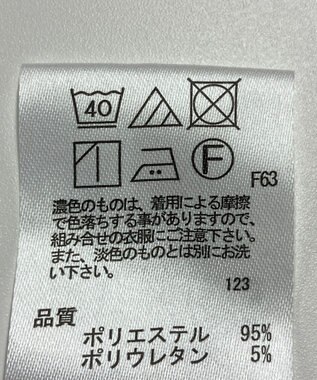 40
F
F63
濃色のものは、着用による摩擦
で色落ちする事がありますので、
組み合せの衣服にご注意下さい。
また、淡色のものとは別にお洗
い下さい。
123
品質
ポリエステル 95%
ポリウレタン 5%